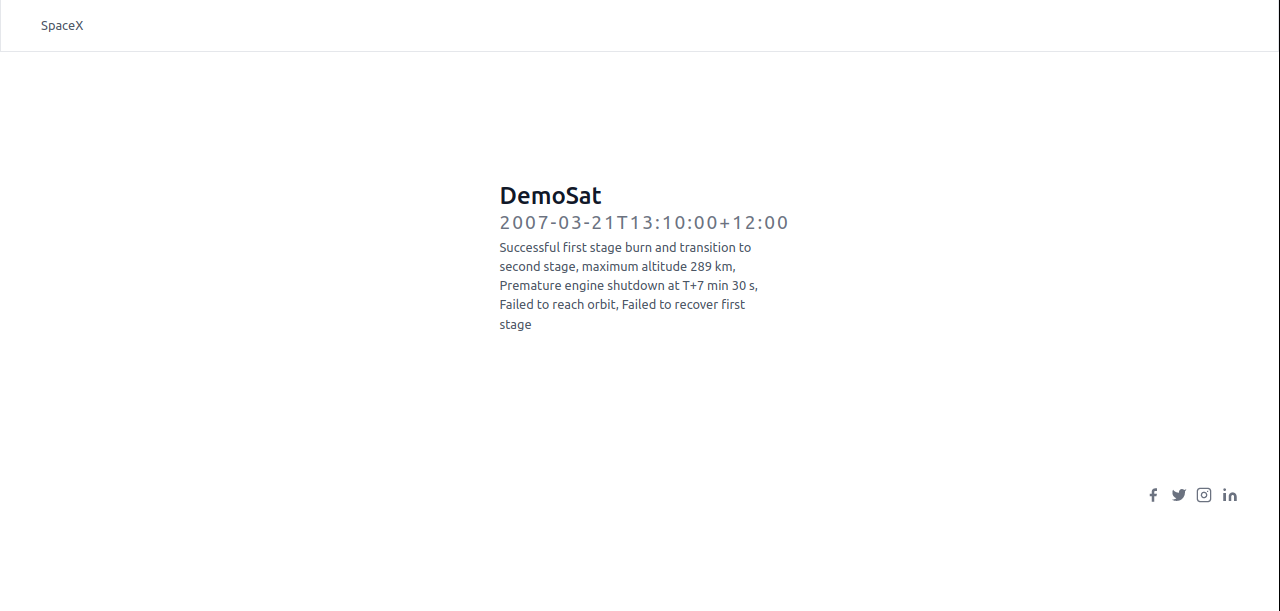 SpaceX
DemoSat
2007-03-21T13:10:00+12:00
Successful first stage burn and transition to
second stage, maximum altitude 289 km,
Premature engine shutdown at T+7 min 30 s,
Failed to reach orbit, Failed to recover first
stage